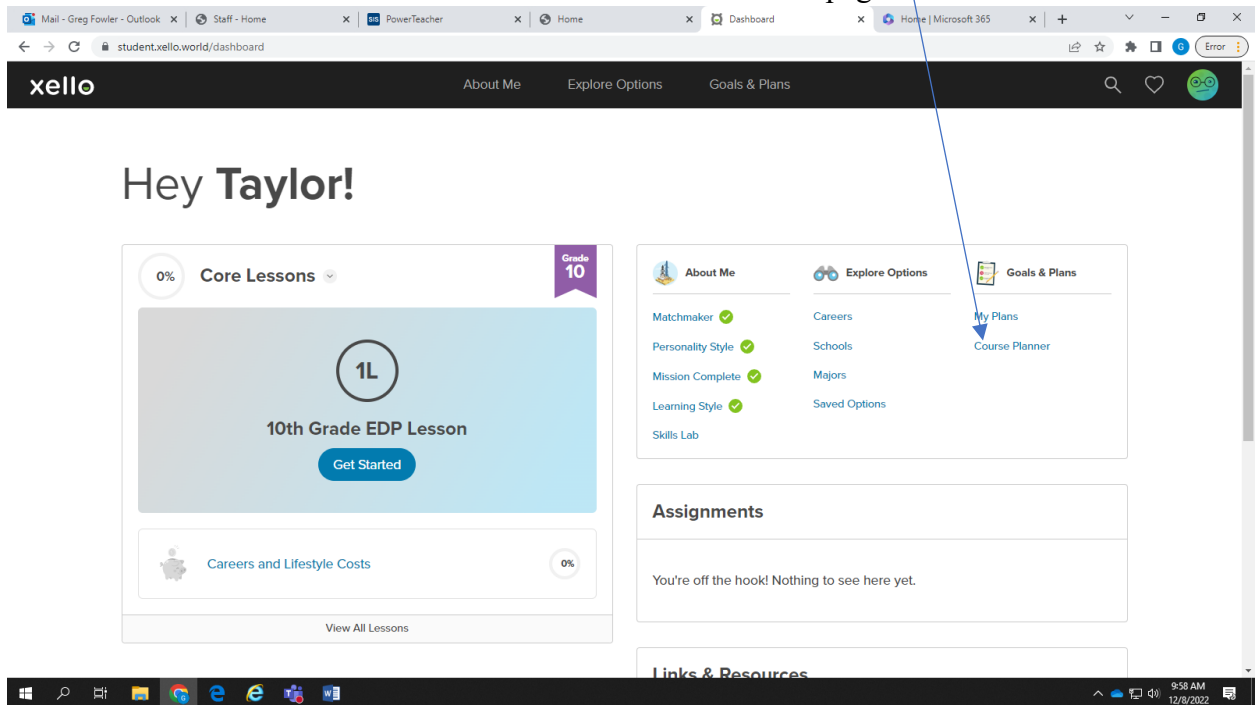 page
Mail - Greg Fowler - Outlook Staff - Home SIS PowerTeacher Home Dashboard Home | Microsoft 365
student.xello.world/dashboard G Error
xello About Me Explore Options Goals & Plans
Hey Taylor!
0% Core Lessons Grade 10
1L
10th Grade EDP Lesson
Get Started
Careers and Lifestyle Costs 0%
View All Lessons
About Me Explore Options Goals & Plans
Matchmaker Careers My Plans
Personality Style Schools Course Planner
Mission Complete Majors
Learning Style Saved Options
Skills Lab
Assignments
You're off the hook! Nothing to see here yet.
Links & Resources
9:58 AM
12/8/2022